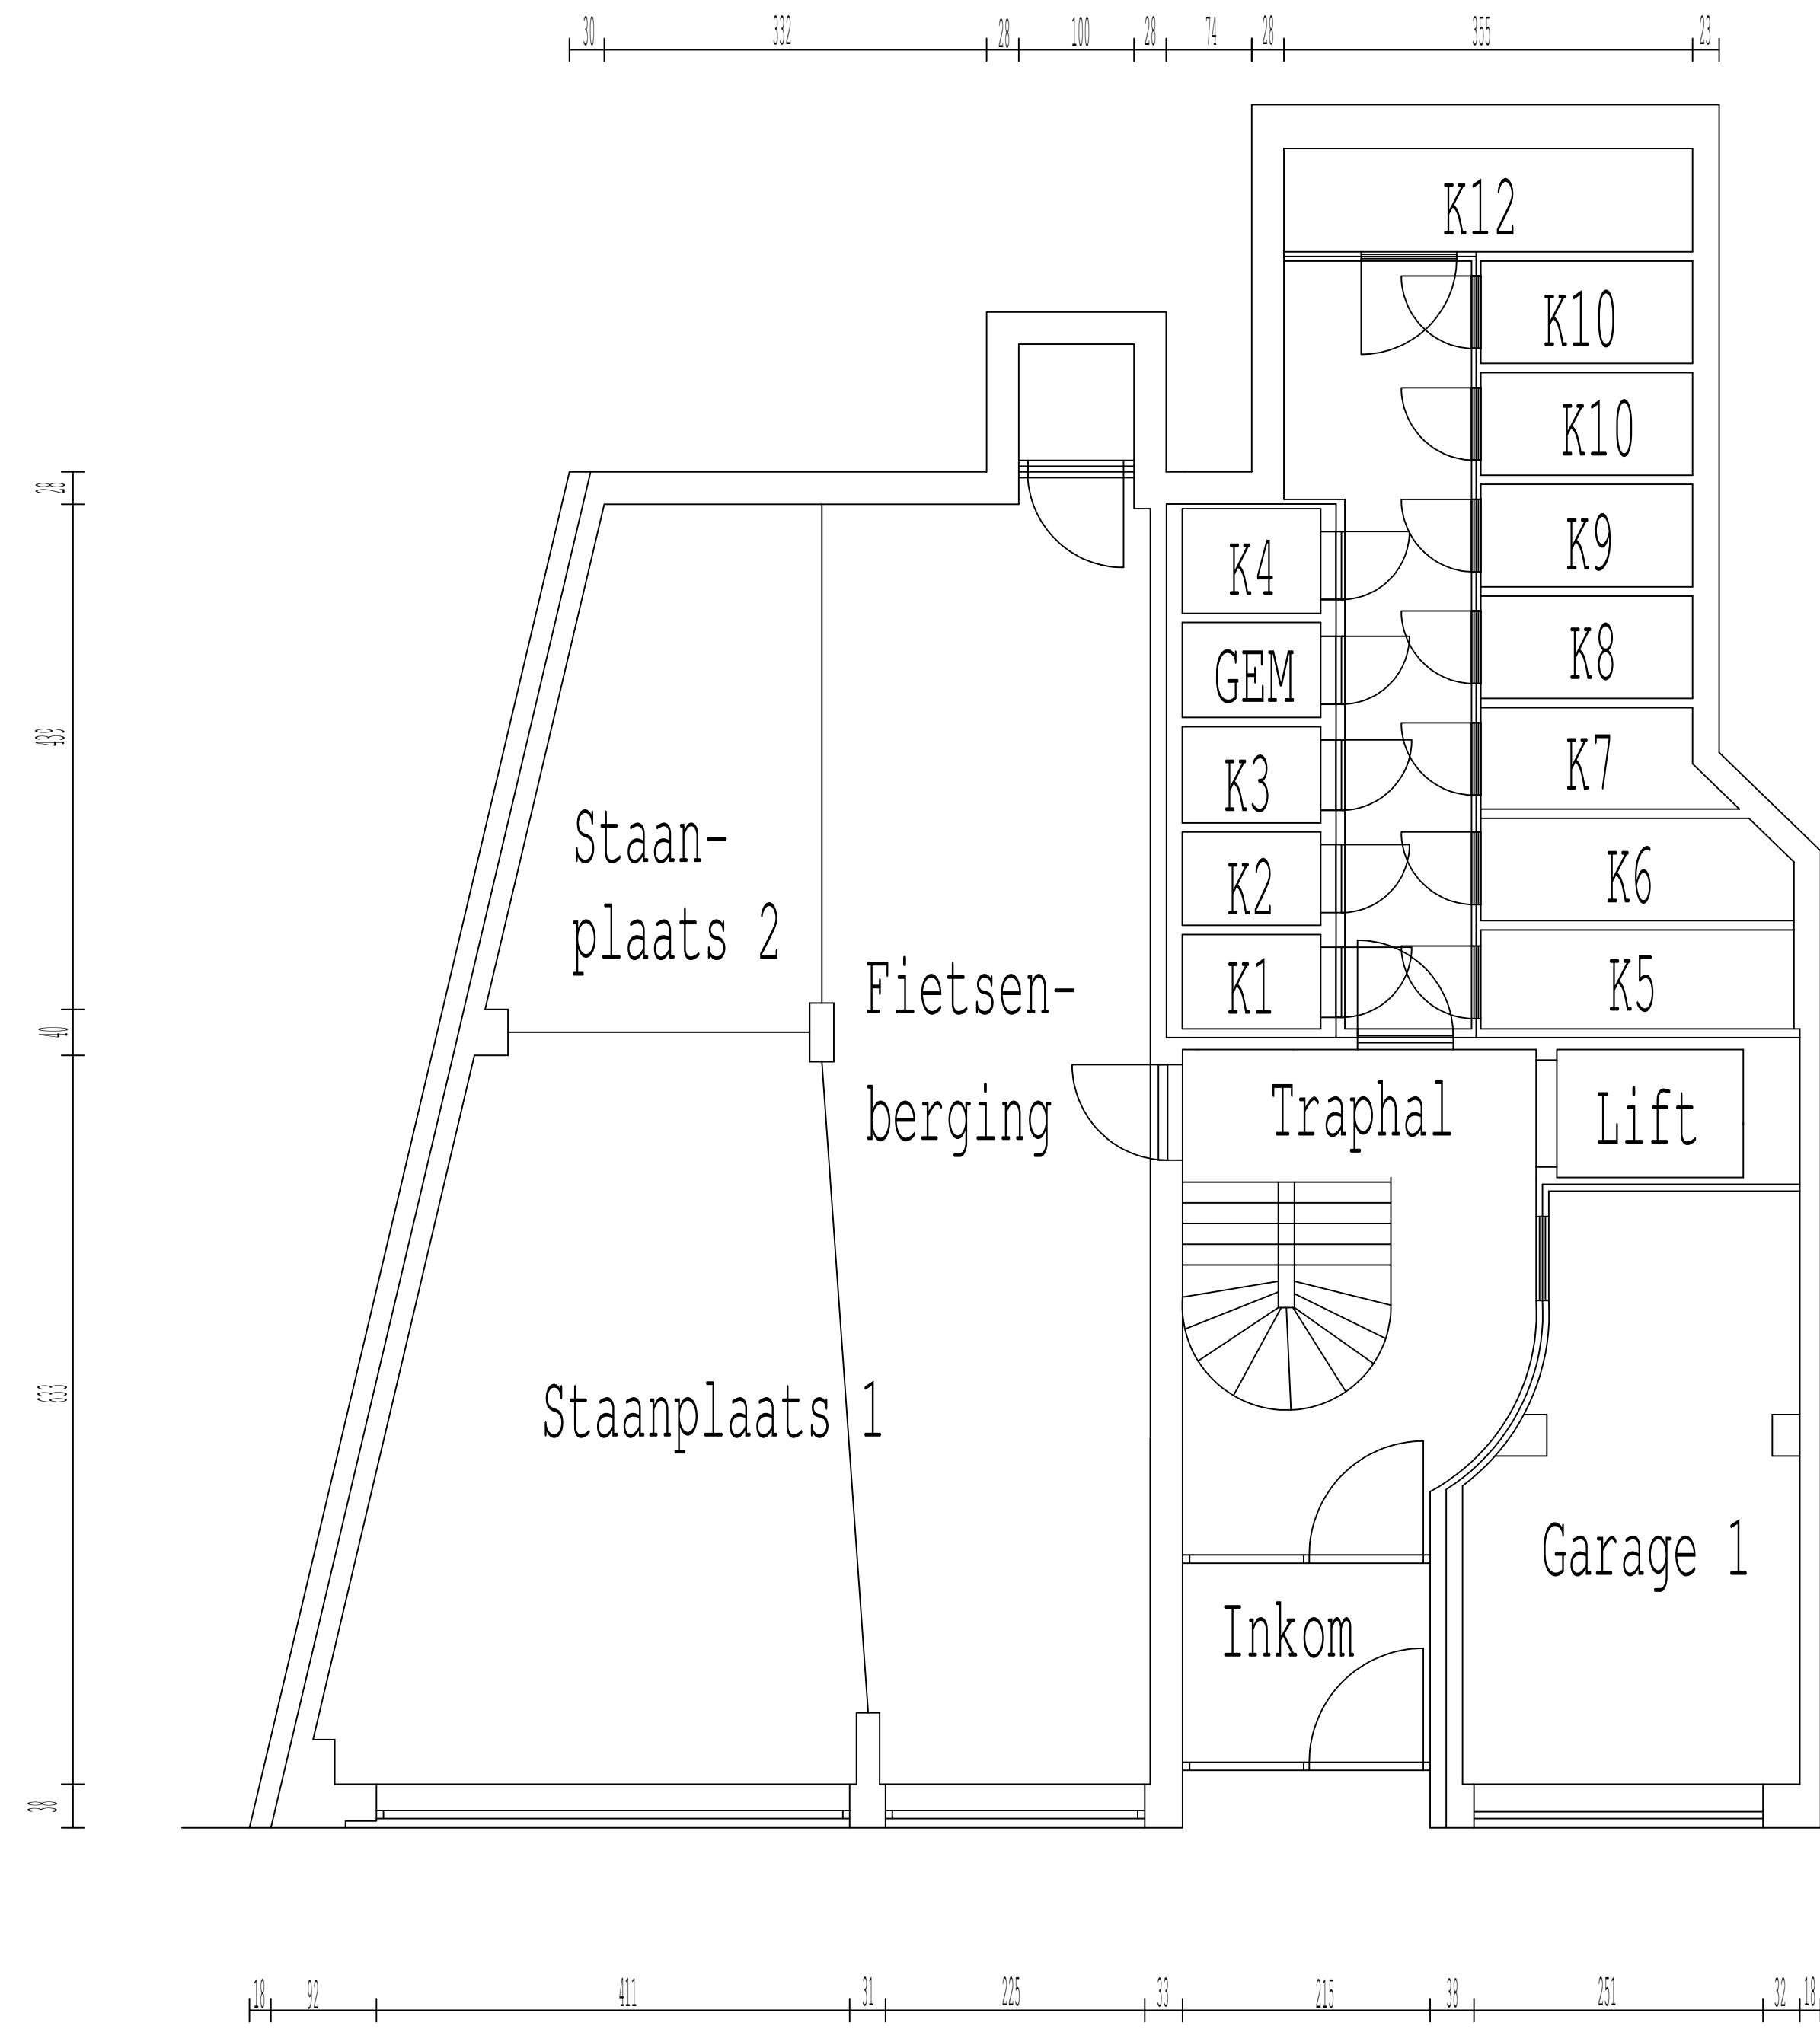 30 332 28 100 28 74 28 355 23
K12
K10
K10
K9
K4
K8
GEM
K7
K3
Staan-
plaats 2
K6
K2
K5
K1
Fietsen-
berging
Traphal
Lift
Staanplaats 1
Garage 1
Inkom
28
439
40
633
38
18 92 411 31 225 33 215 38 251 32 18